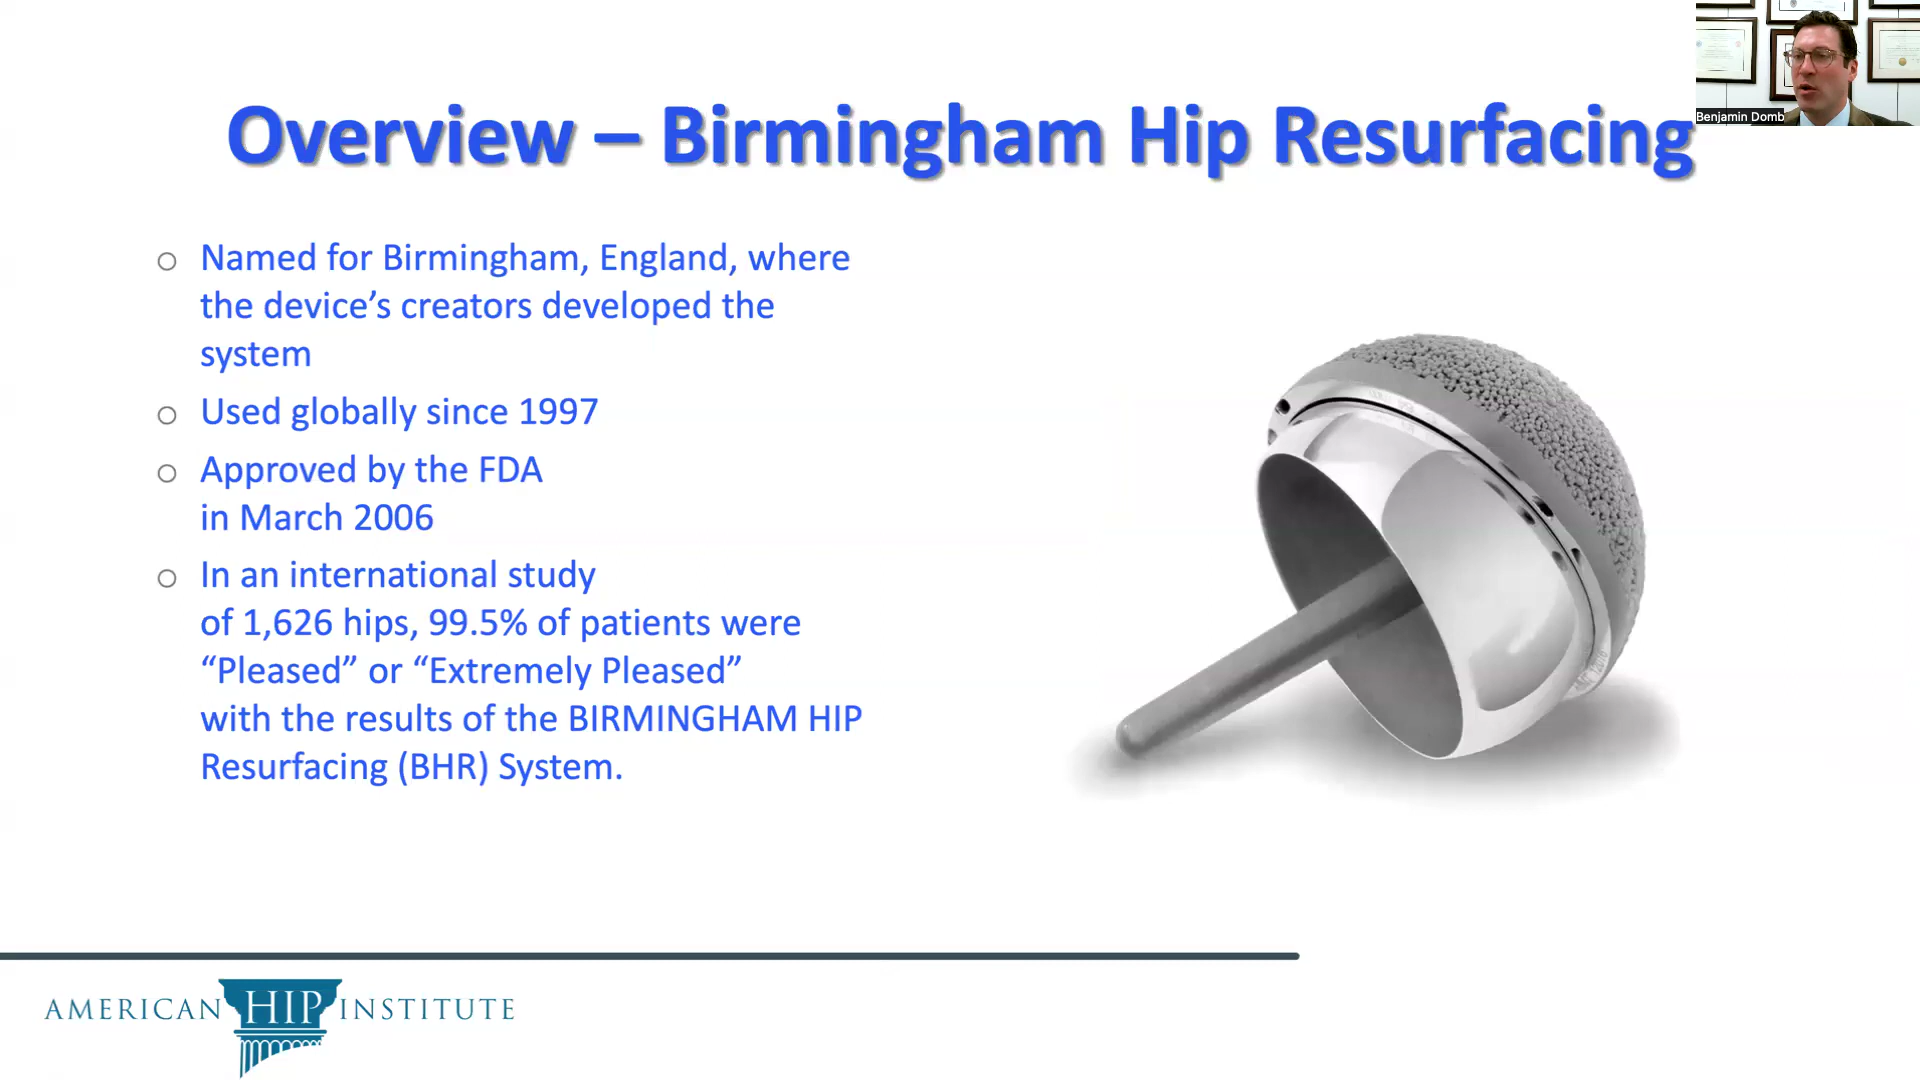 Benjamin Domb
Overview – Birmingham Hip Resurfacing
Named for Birmingham, England, where
the device’s creators developed the
system
Used globally since 1997
Approved by the FDA
in March 2006
In an international study
of 1,626 hips, 99.5% of patients were
“Pleased” or “Extremely Pleased”
with the results of the BIRMINGHAM HIP
Resurfacing (BHR) System.
AMERICAN HIP INSTITUTE